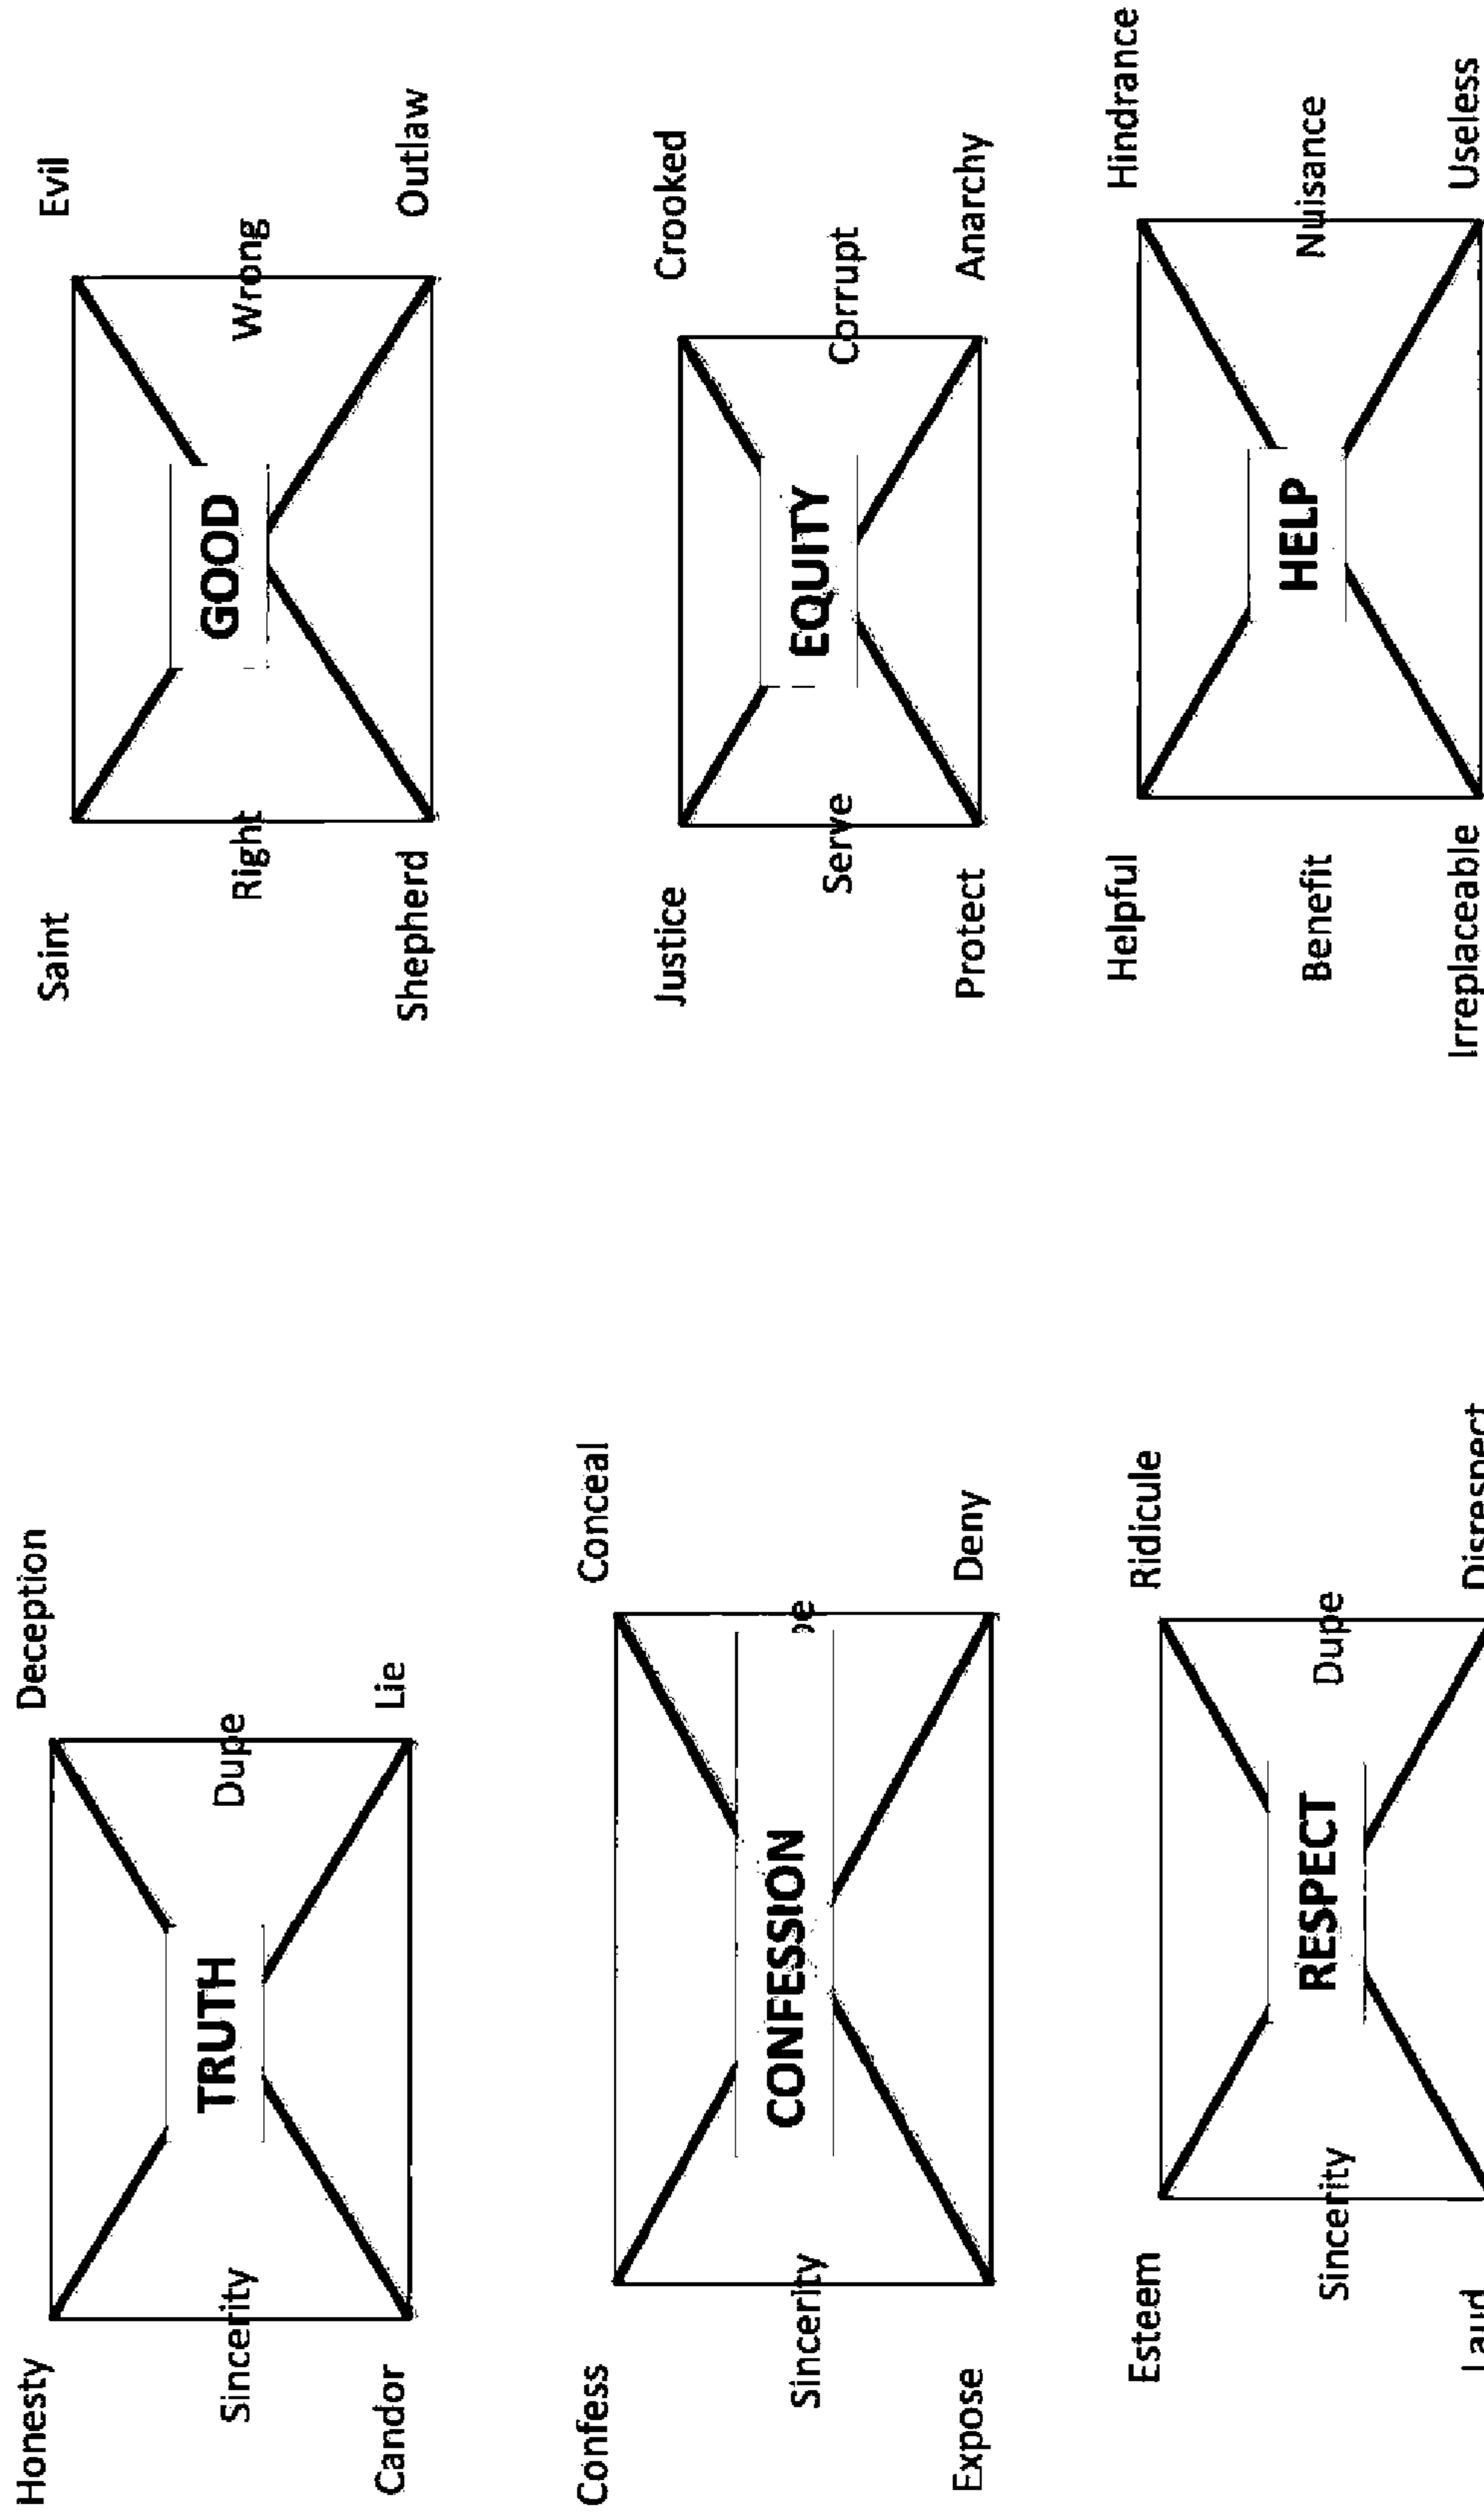 Honesty
Deception
TRUTH
Sincerity
Dupe
Candor
Lie
Saint
Evil
GOOD
Right
Wrong
Shepherd
Outlaw
Confess
Conceal
CONFESSION
Sincerity
Expose
Deny
Justice
Crooked
EQUITY
Serve
Corrupt
Protect
Anarchy
Esteem
Ridicule
RESPECT
Sincerity
Dupe
Laud
Disrespect
Helpful
Hindrance
HELP
Benefit
Nuisance
Irreplaceable
Useless